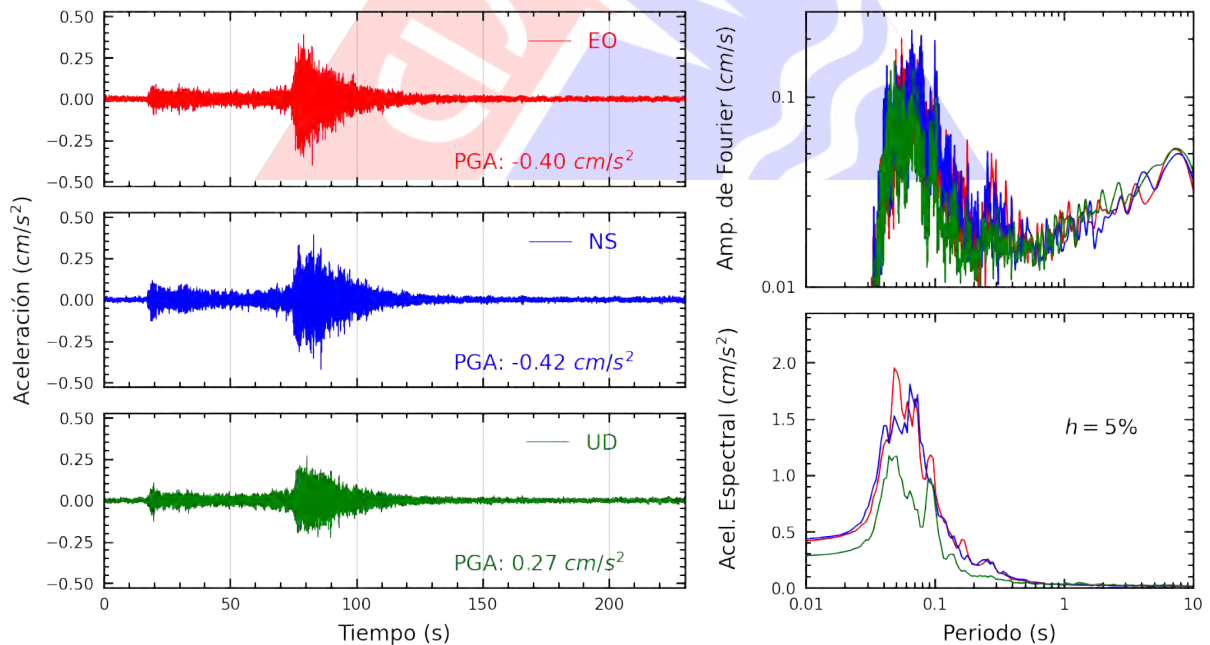 Aceleración (cm/s²)
0.50
0.25
0.00
−0.25
−0.50
EO
PGA: -0.40 cm/s²
0.50
0.25
0.00
−0.25
−0.50
NS
PGA: -0.42 cm/s²
0.50
0.25
0.00
−0.25
−0.50
UD
PGA: 0.27 cm/s²
0
50
100
150
200
Tiempo (s)
Amp. de Fourier (cm/s)
0.1
0.01
Acel. Espectral (cm/s²)
2.0
1.5
1.0
0.5
0.0
h = 5%
0.01
0.1
1
10
Periodo (s)